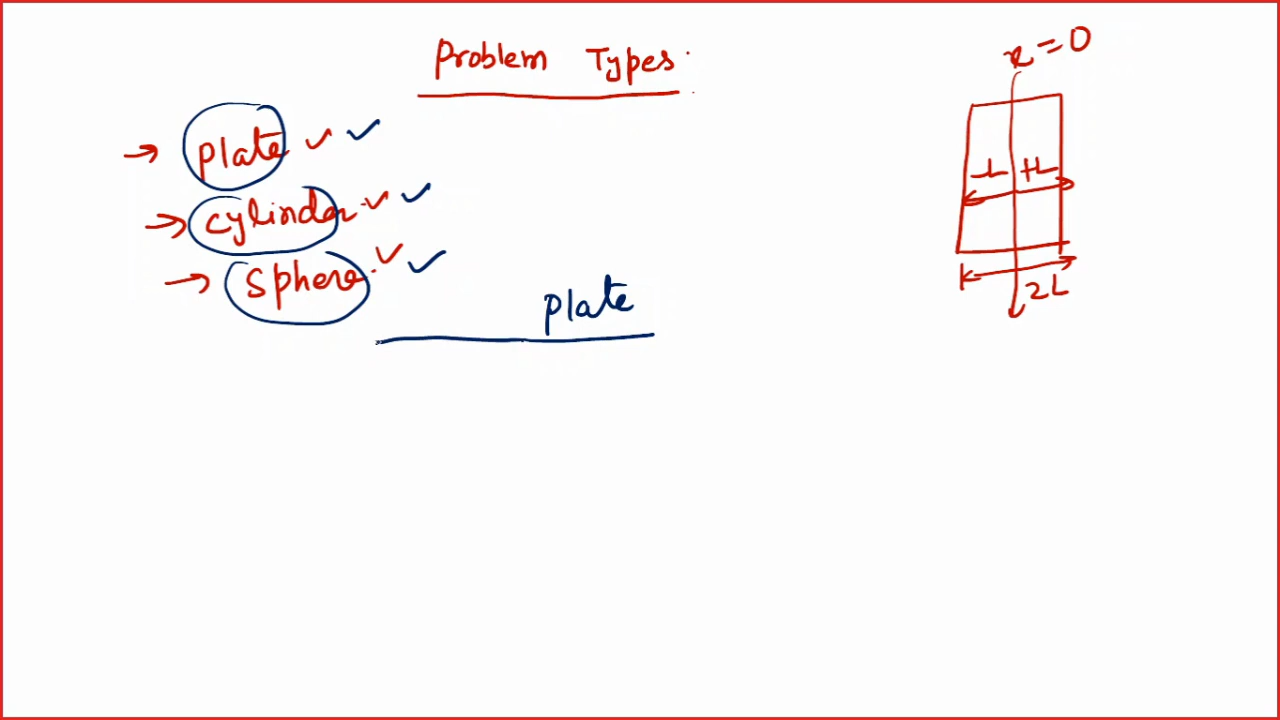 Problem Types
x=0
→ plate ✓ ✓
→ cylinder ✓ ✓
→ Sphere ✓ ✓
-L +L
2L
plate